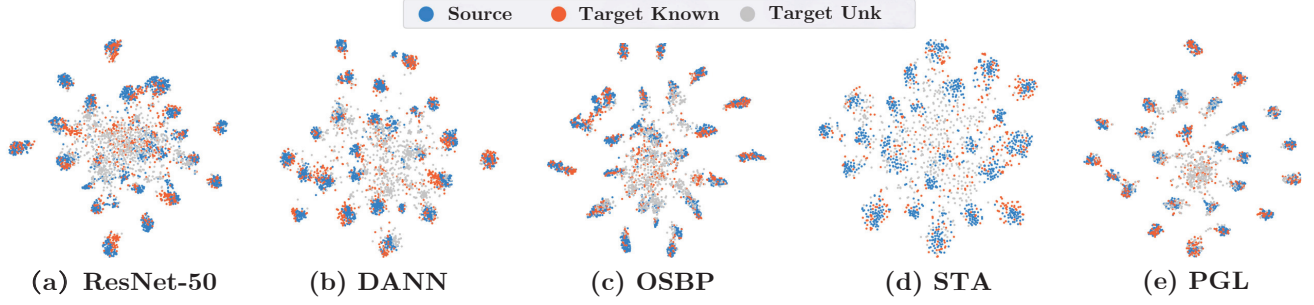 Source Target Known Target Unk
(a) ResNet-50 (b) DANN (c) OSBP (d) STA (e) PGL